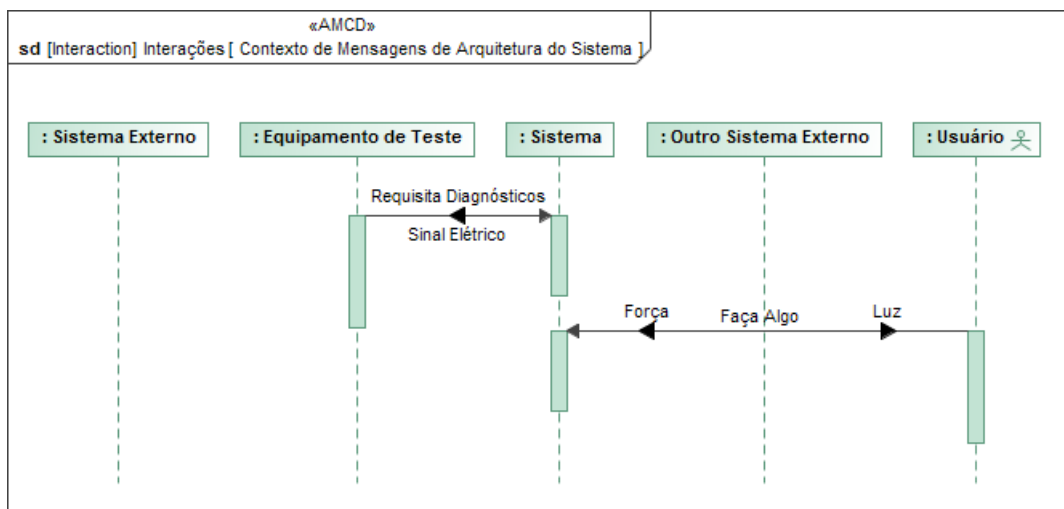 «AMCD»
sd [Interaction] Interações [ Contexto de Mensagens de Arquitetura do Sistema ]
: Sistema Externo
: Equipamento de Teste
: Sistema
: Outro Sistema Externo
: Usuário
Requisita Diagnósticos
Sinal Elétrico
Força
Faça Algo
Luz